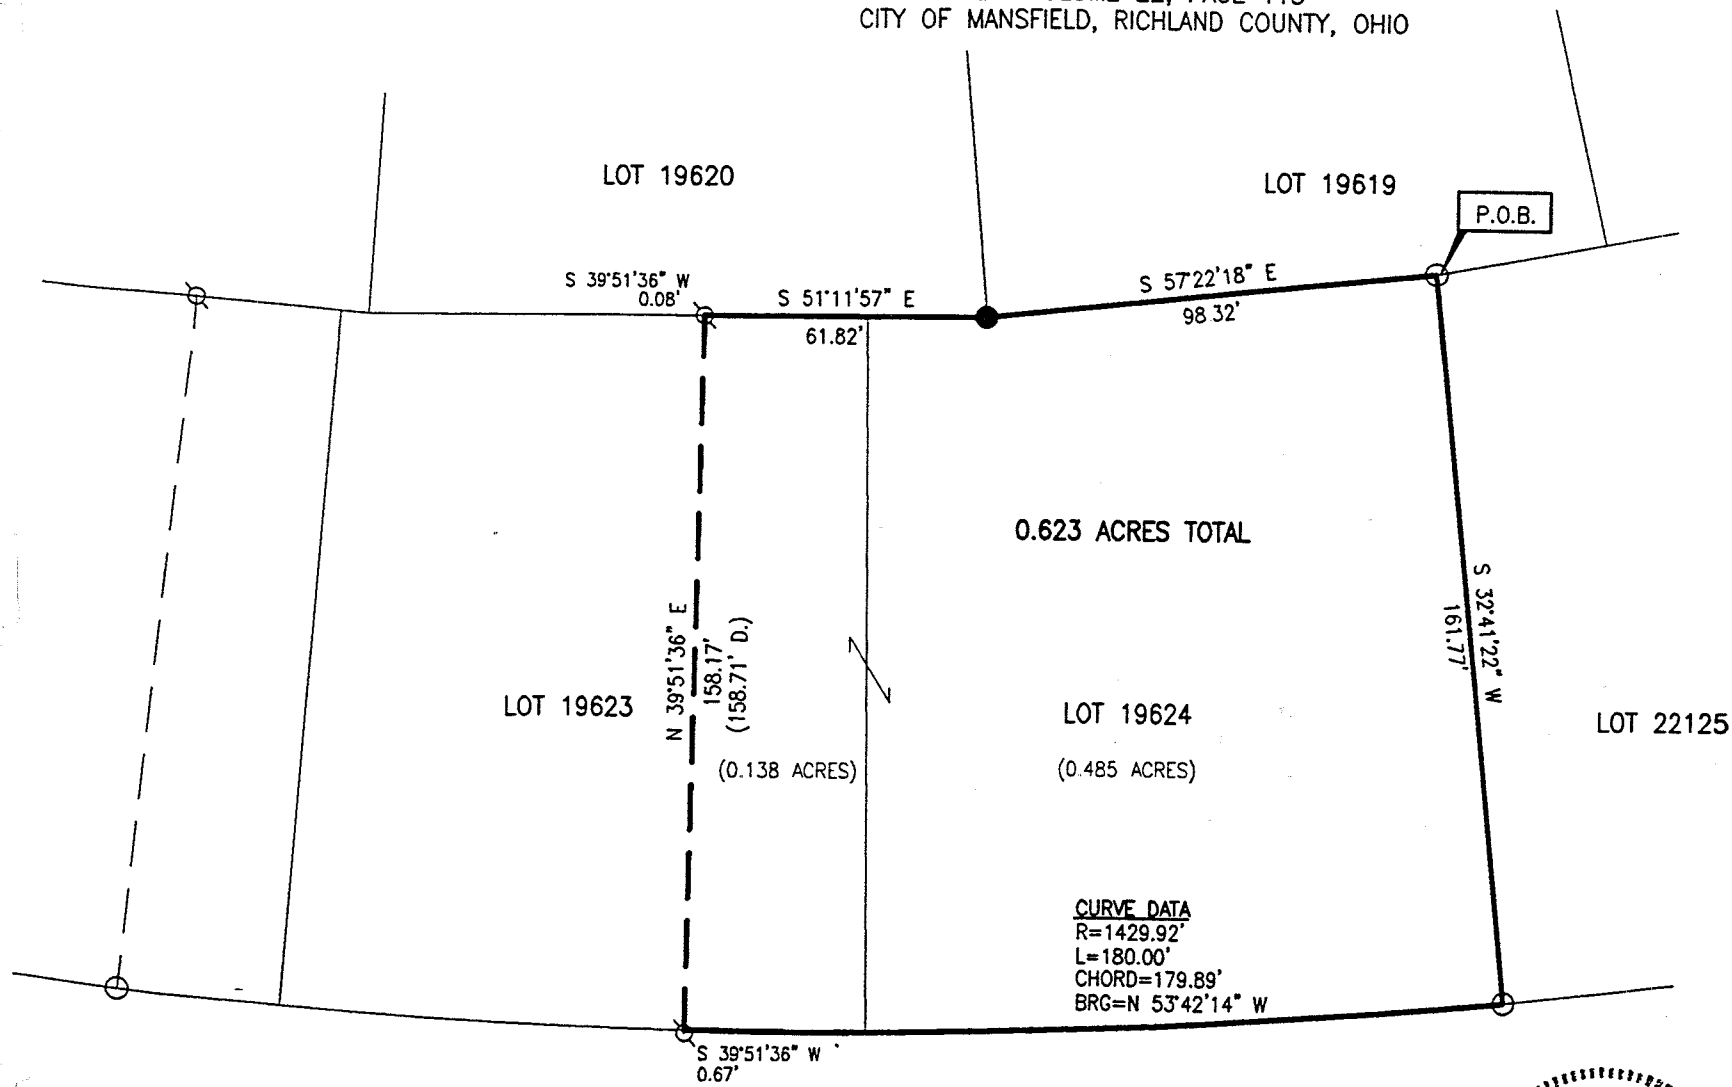 CITY OF MANSFIELD, RICHLAND COUNTY, OHIO
LOT 19620
LOT 19619
P.O.B.
S 39°51'36" W
0.08'
S 51°11'57" E
61.82'
S 57°22'18" E
98.32'
0.623 ACRES TOTAL
N 39°51'36" E
158.17'
(158.71' D.)
S 32°41'22" W
161.77'
LOT 19623
LOT 19624
LOT 22125
(0.138 ACRES)
(0.485 ACRES)
CURVE DATA
R=1429.92'
L=180.00'
CHORD=179.89'
BRG=N 53°42'14" W
S 39°51'36" W
0.67'